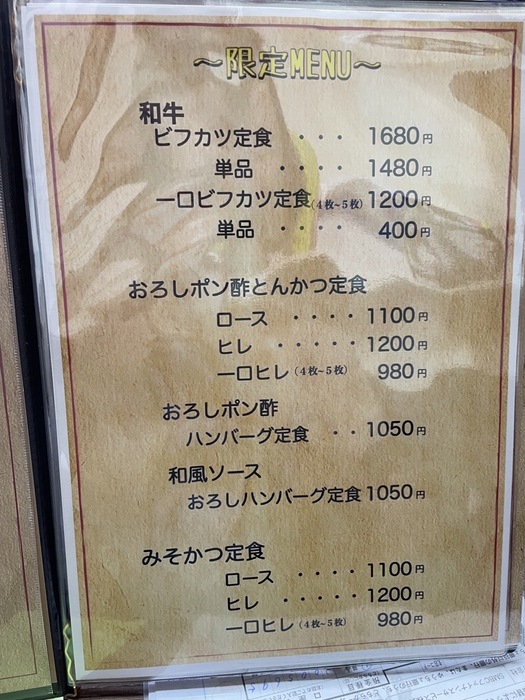 ～限定MENU～
和牛
ビフカツ定食 ・・・ 1680円
単品 ・・・・ 1480円
一口ビフカツ定食(4枚~5枚) 1200円
単品 ・・・・ 400円
おろしポン酢とんかつ定食
ロース ・・・・ 1100円
ヒレ ・・・・・ 1200円
一口ヒレ(4枚~5枚) 980円
おろしポン酢
ハンバーグ定食 ・・ 1050円
和風ソース
おろしハンバーグ定食 1050円
みそかつ定食
ロース ・・・・ 1100円
ヒレ ・・・・・ 1200円
一口ヒレ(4枚~5枚) 980円